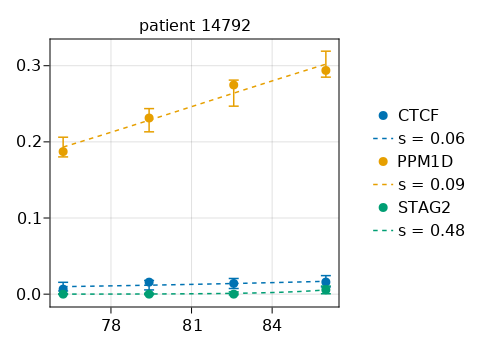 patient 14792
0.3
0.2
0.1
0.0
78 81 84
CTCF
s = 0.06
PPM1D
s = 0.09
STAG2
s = 0.48